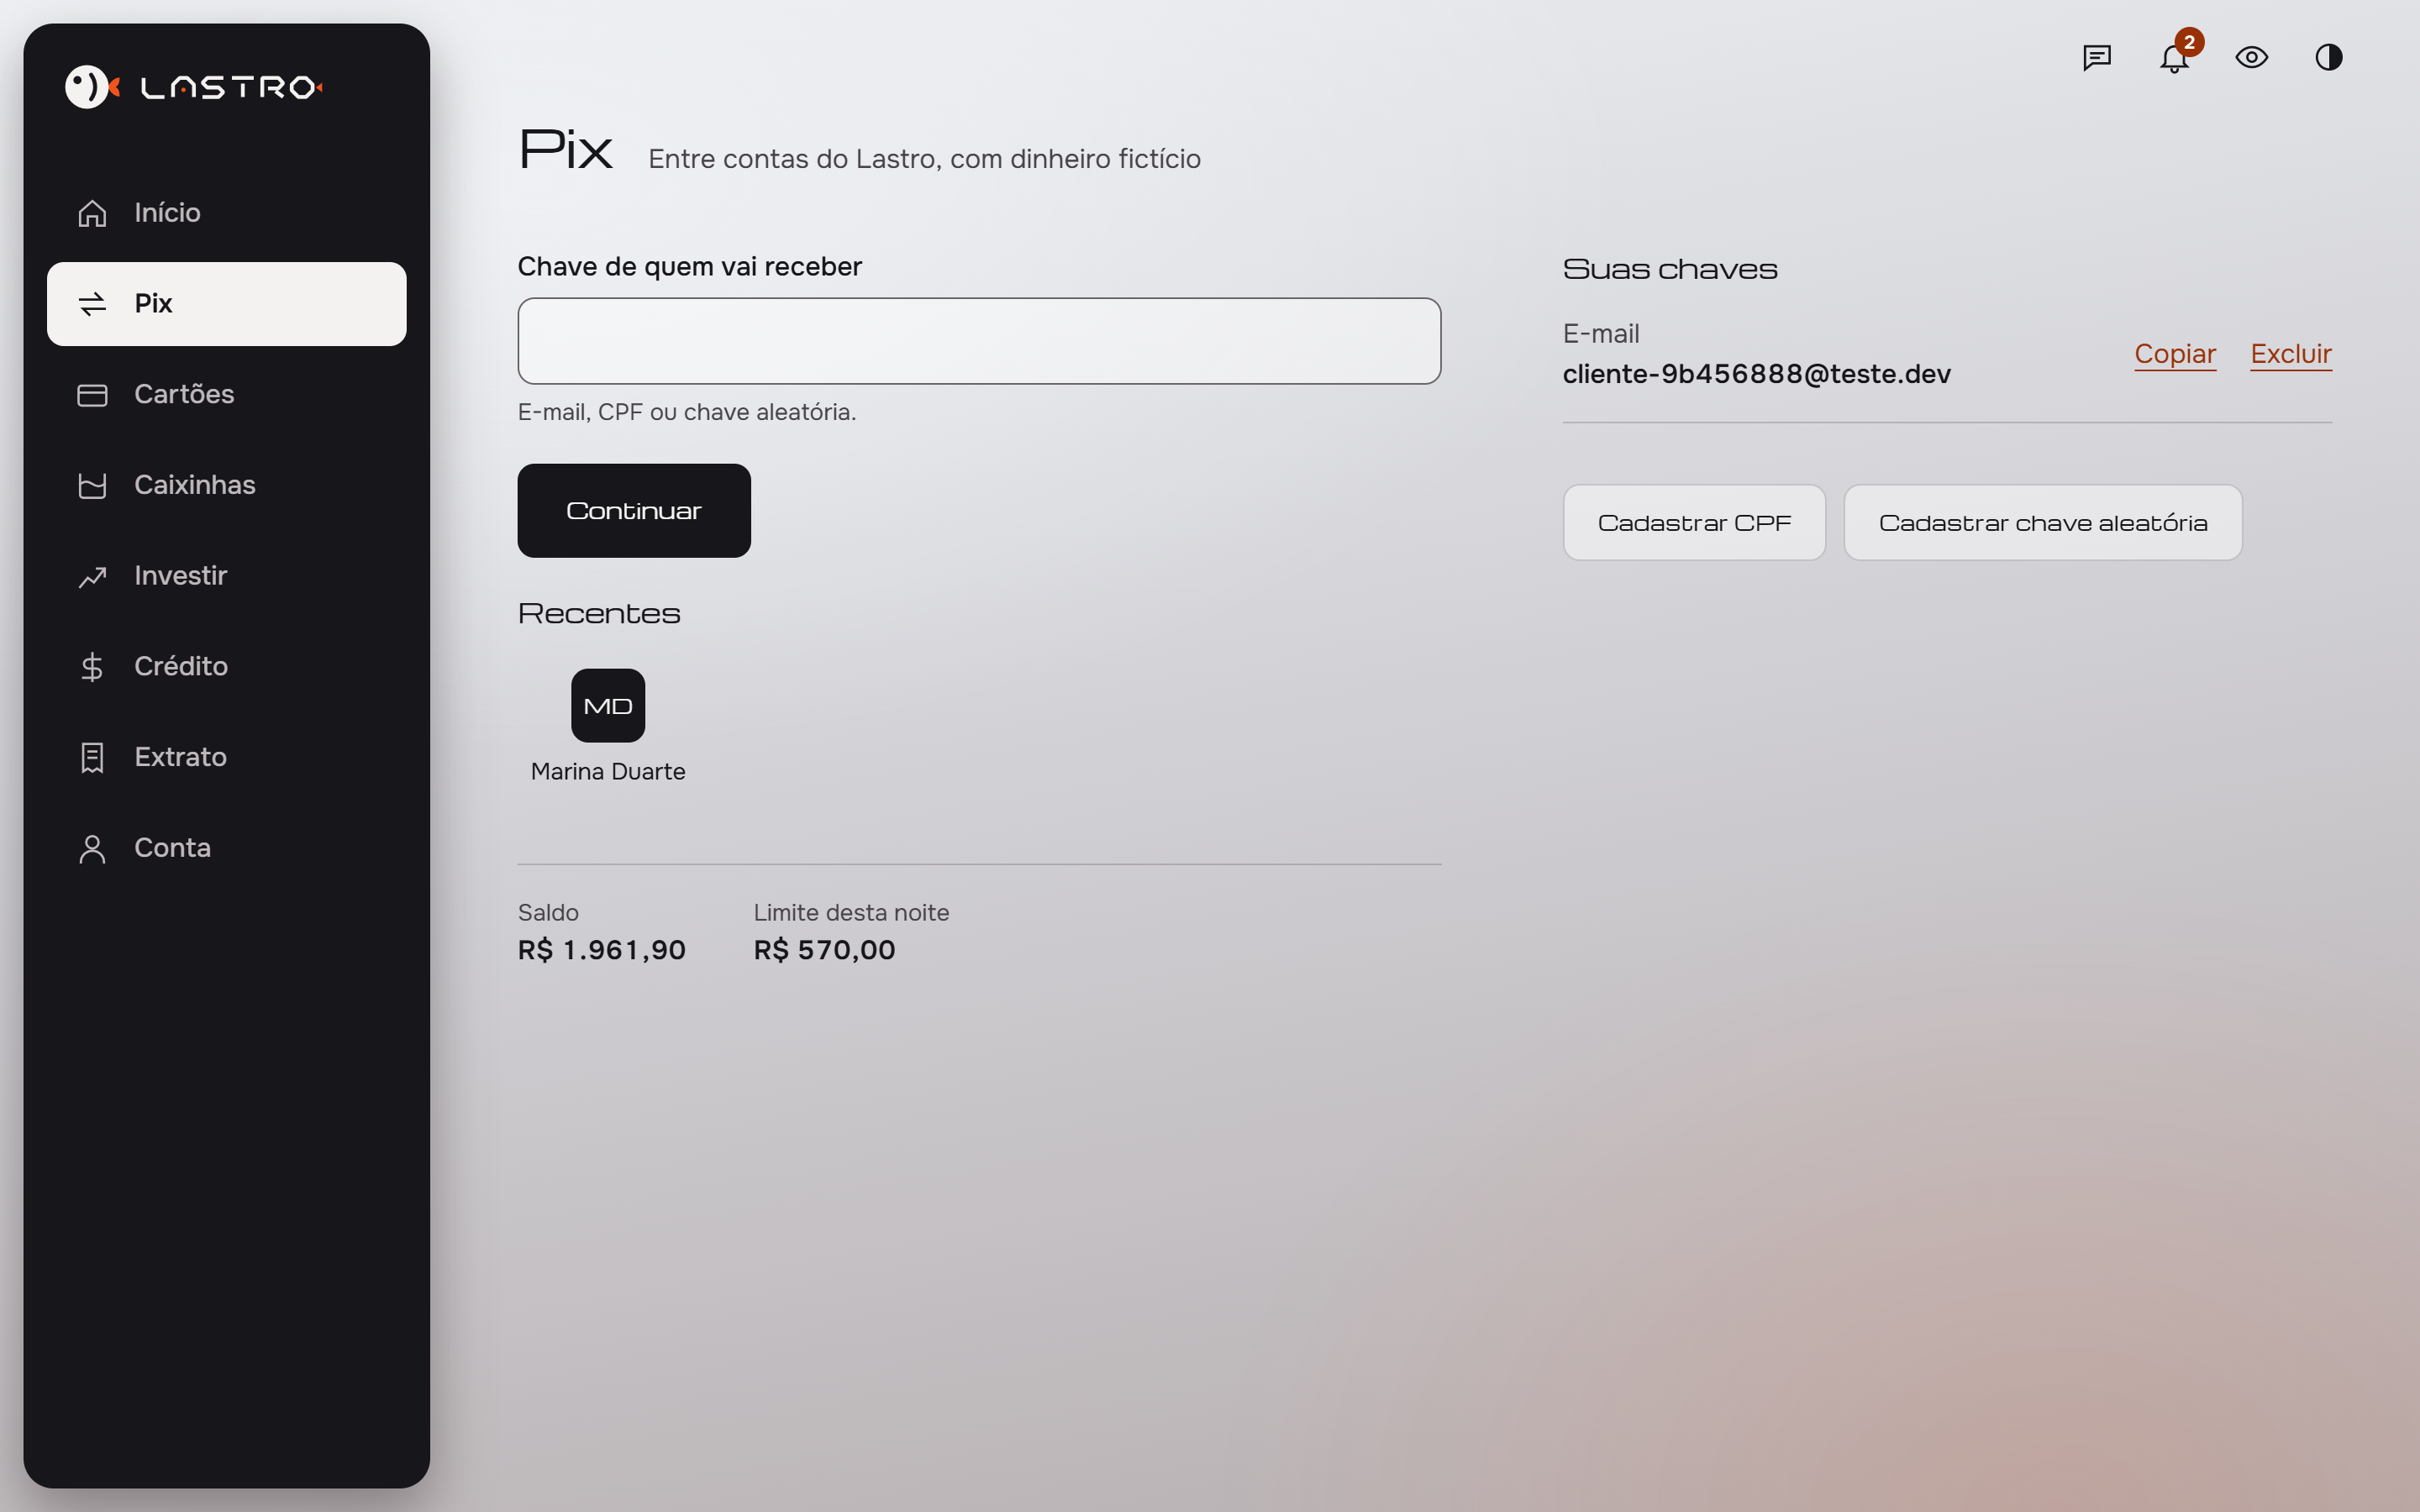 LASTRO
Início
Pix
Cartões
Caixinhas
Investir
Crédito
Extrato
Conta
2
Pix
Entre contas do Lastro, com dinheiro fictício
Chave de quem vai receber
E-mail, CPF ou chave aleatória.
Continuar
Recentes
MD
Marina Duarte
Saldo
R$ 1.961,90
Limite desta noite
R$ 570,00
Suas chaves
E-mail
cliente-9b456888@teste.dev
Copiar
Excluir
Cadastrar CPF
Cadastrar chave aleatória